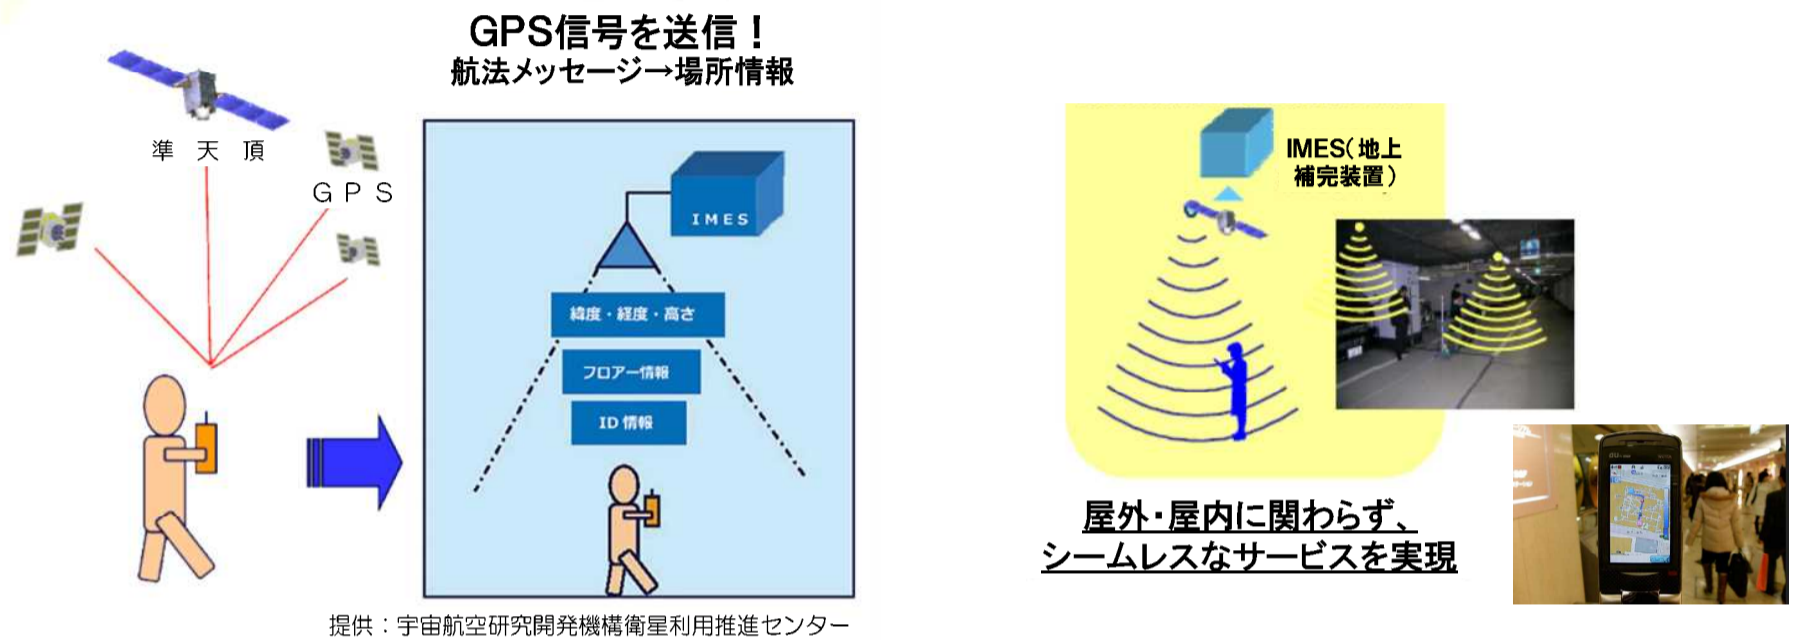 GPS信号を送信！
航法メッセージ→場所情報
準 天 頂
G P S
IMES
緯度・経度・高さ
フロアー情報
ID 情報
提供：宇宙航空研究開発機構衛星利用推進センター
IMES（地上
補完装置）
屋外・屋内に関わらず、
シームレスなサービスを実現